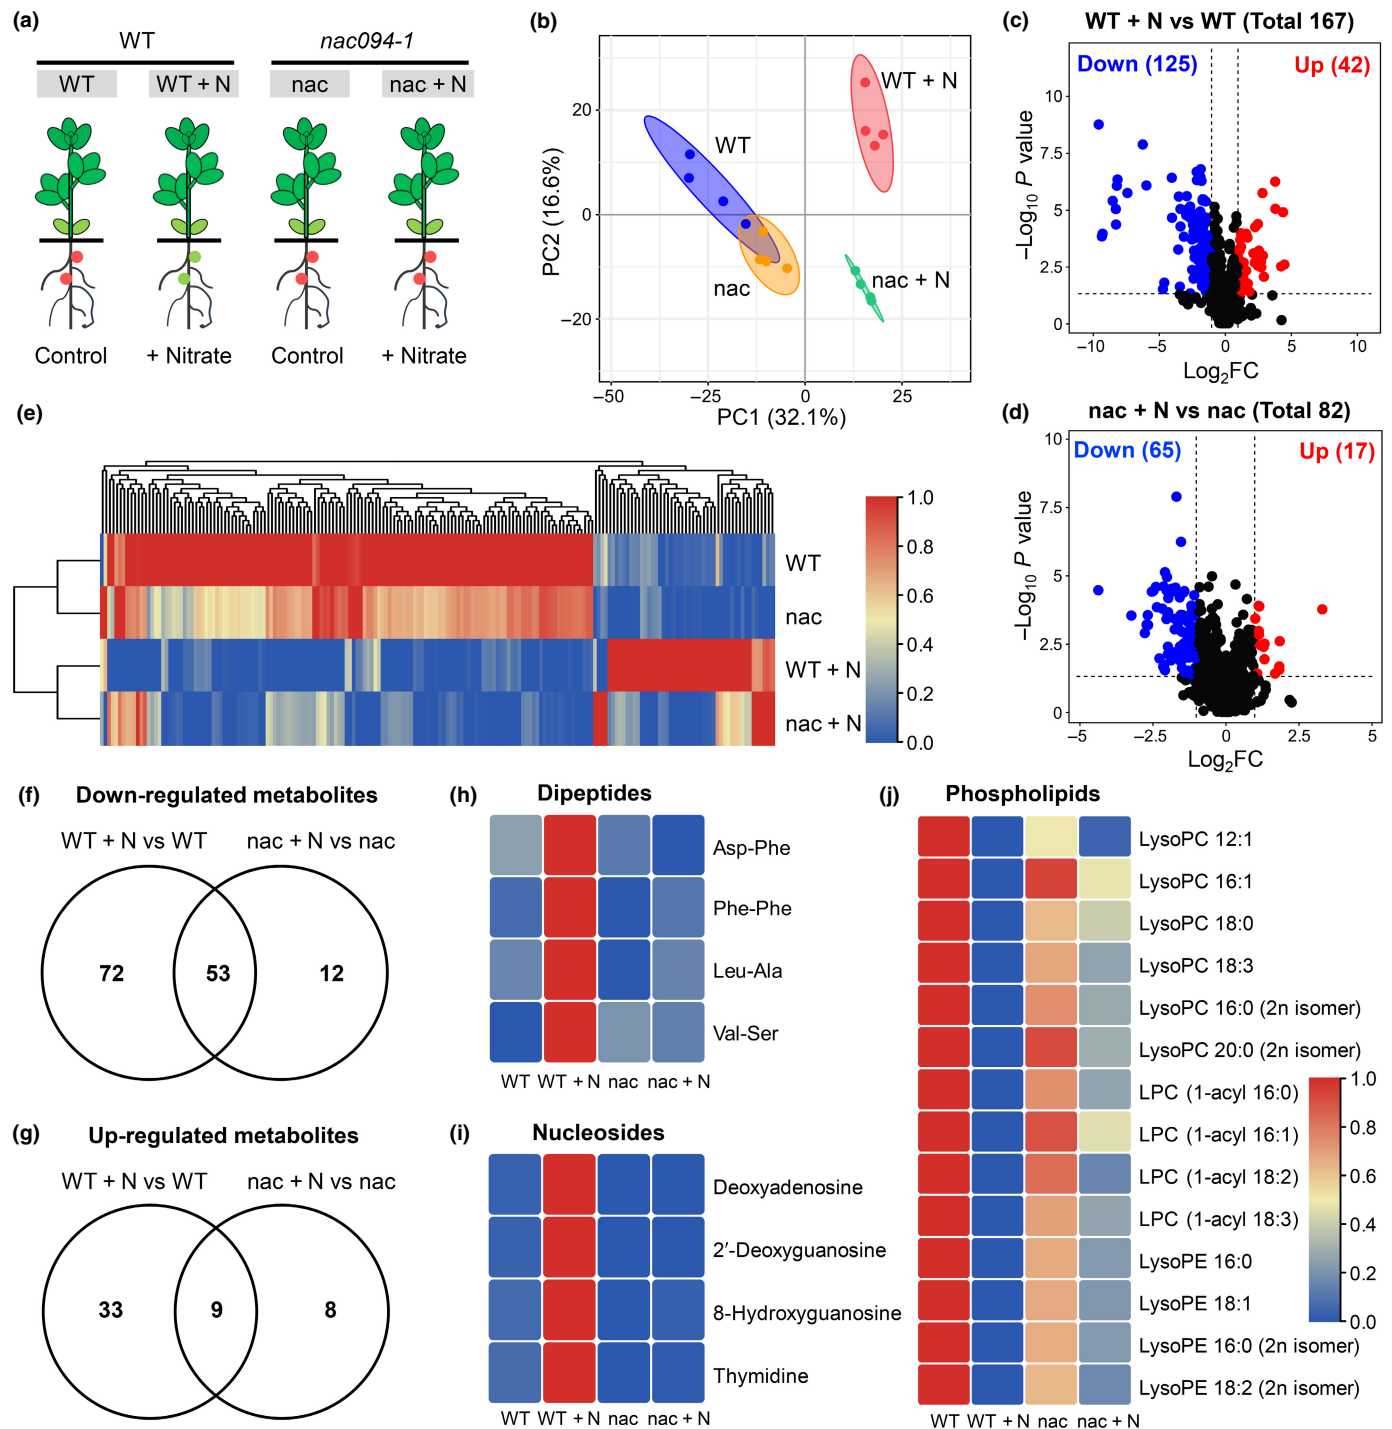 (a)
WT
nac094-1
WT
WT + N
nac
nac + N
Control
+ Nitrate
Control
+ Nitrate
(b)
WT + N
WT
nac
nac + N
20
0
−20
PC2 (16.6%)
−50
−25
0
25
PC1 (32.1%)
(c)
WT + N vs WT (Total 167)
Down (125)
Up (42)
10
7.5
5
2.5
0
−Log10 P value
−10
−5
0
5
10
Log2FC
(d)
nac + N vs nac (Total 82)
Down (65)
Up (17)
10
7.5
5
2.5
0
−Log10 P value
−5
−2.5
0
2.5
5
Log2FC
(e)
WT
nac
WT + N
nac + N
1.0
0.8
0.6
0.4
0.2
0.0
(f)
Down-regulated metabolites
WT + N vs WT
nac + N vs nac
72
53
12
(g)
Up-regulated metabolites
WT + N vs WT
nac + N vs nac
33
9
8
(h)
Dipeptides
Asp-Phe
Phe-Phe
Leu-Ala
Val-Ser
WT
WT + N
nac
nac + N
(i)
Nucleosides
Deoxyadenosine
2′-Deoxyguanosine
8-Hydroxyguanosine
Thymidine
WT
WT + N
nac
nac + N
(j)
Phospholipids
LysoPC 12:1
LysoPC 16:1
LysoPC 18:0
LysoPC 18:3
LysoPC 16:0 (2n isomer)
LysoPC 20:0 (2n isomer)
LPC (1-acyl 16:0)
LPC (1-acyl 16:1)
LPC (1-acyl 18:2)
LPC (1-acyl 18:3)
LysoPE 16:0
LysoPE 18:1
LysoPE 16:0 (2n isomer)
LysoPE 18:2 (2n isomer)
WT
WT + N
nac
nac + N
1.0
0.8
0.6
0.4
0.2
0.0